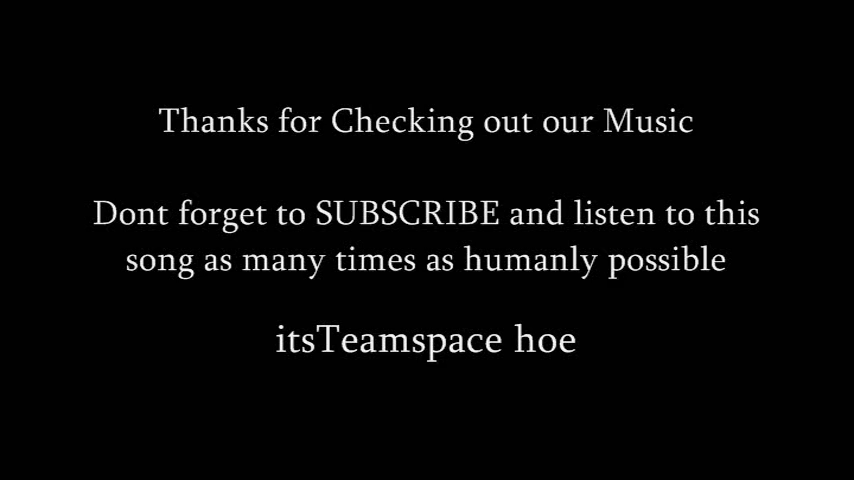 Thanks for Checking out our Music
Dont forget to SUBSCRIBE and listen to this
song as many times as humanly possible
itsTeamspace hoe